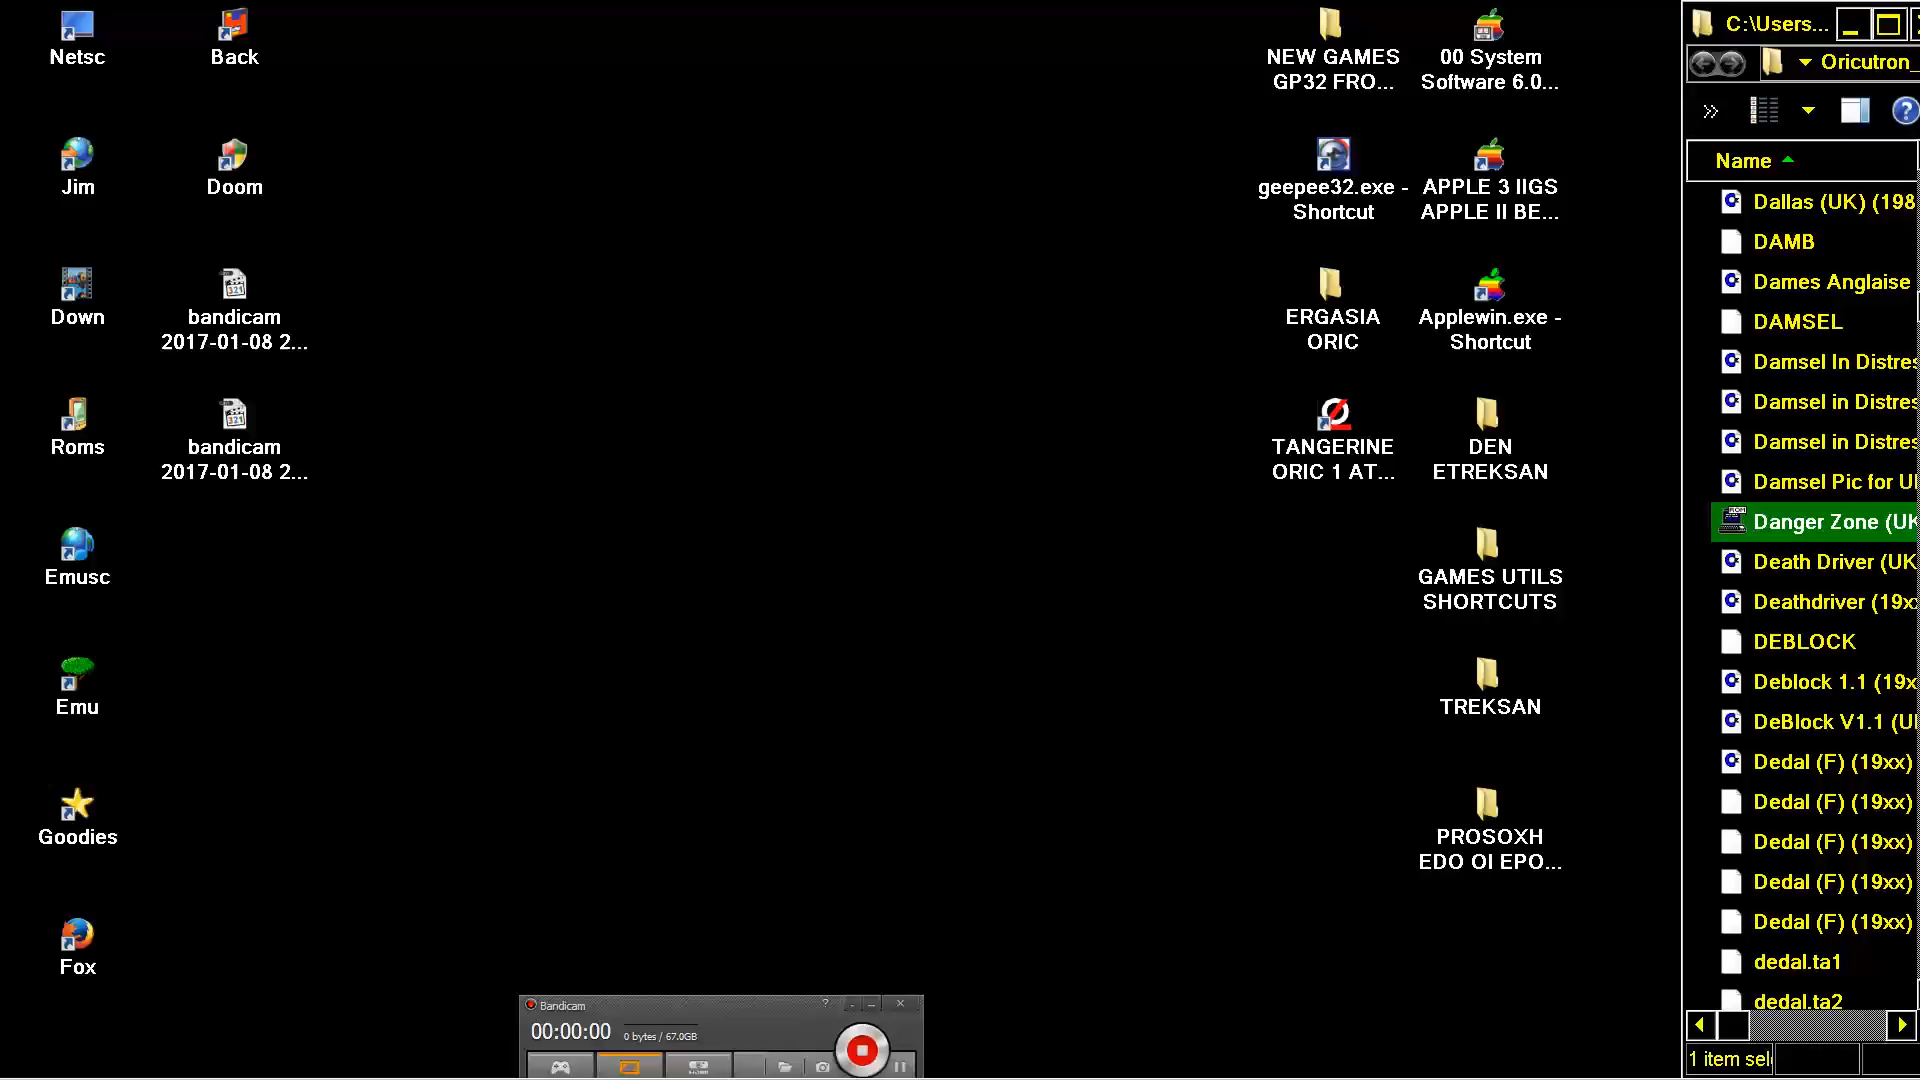 Netsc
Back
Jim
Doom
Down
bandicam
2017-01-08 2...
Roms
bandicam
2017-01-08 2...
Emusc
Emu
Goodies
Fox
NEW GAMES
GP32 FRO...
00 System
Software 6.0...
geepee32.exe -
Shortcut
APPLE 3 IIGS
APPLE II BE...
ERGASIA
ORIC
Applewin.exe -
Shortcut
TANGERINE
ORIC 1 AT...
DEN
ETREKSAN
GAMES UTILS
SHORTCUTS
TREKSAN
PROSOXH
EDO OI EPO...
C:\Users...
Oricutron_
Name
Dallas (UK) (198
DAMB
Dames Anglaise
DAMSEL
Damsel In Distres
Damsel in Distres
Damsel in Distres
Damsel Pic for U
Danger Zone (UK
Death Driver (UK
Deathdriver (19x
DEBLOCK
Deblock 1.1 (19x
DeBlock V1.1 (U
Dedal (F) (19xx)
Dedal (F) (19xx)
Dedal (F) (19xx)
Dedal (F) (19xx)
Dedal (F) (19xx)
dedal.ta1
dedal.ta2
1 item sel
Bandicam
00:00:00
0 bytes / 67.0GB